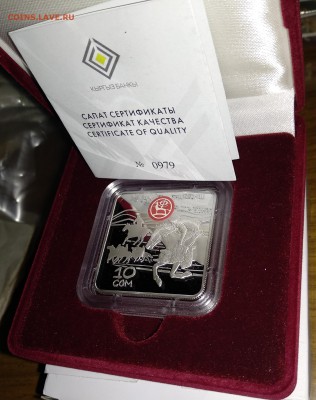 COINS.LAVE.RU
КЫРГЫЗ БАНКЫ
САПАТ СЕРТИФИКАТЫ
СЕРТИФИКАТ КАЧЕСТВА
CERTIFICATE OF QUALITY
№ 0979
10
СОМ